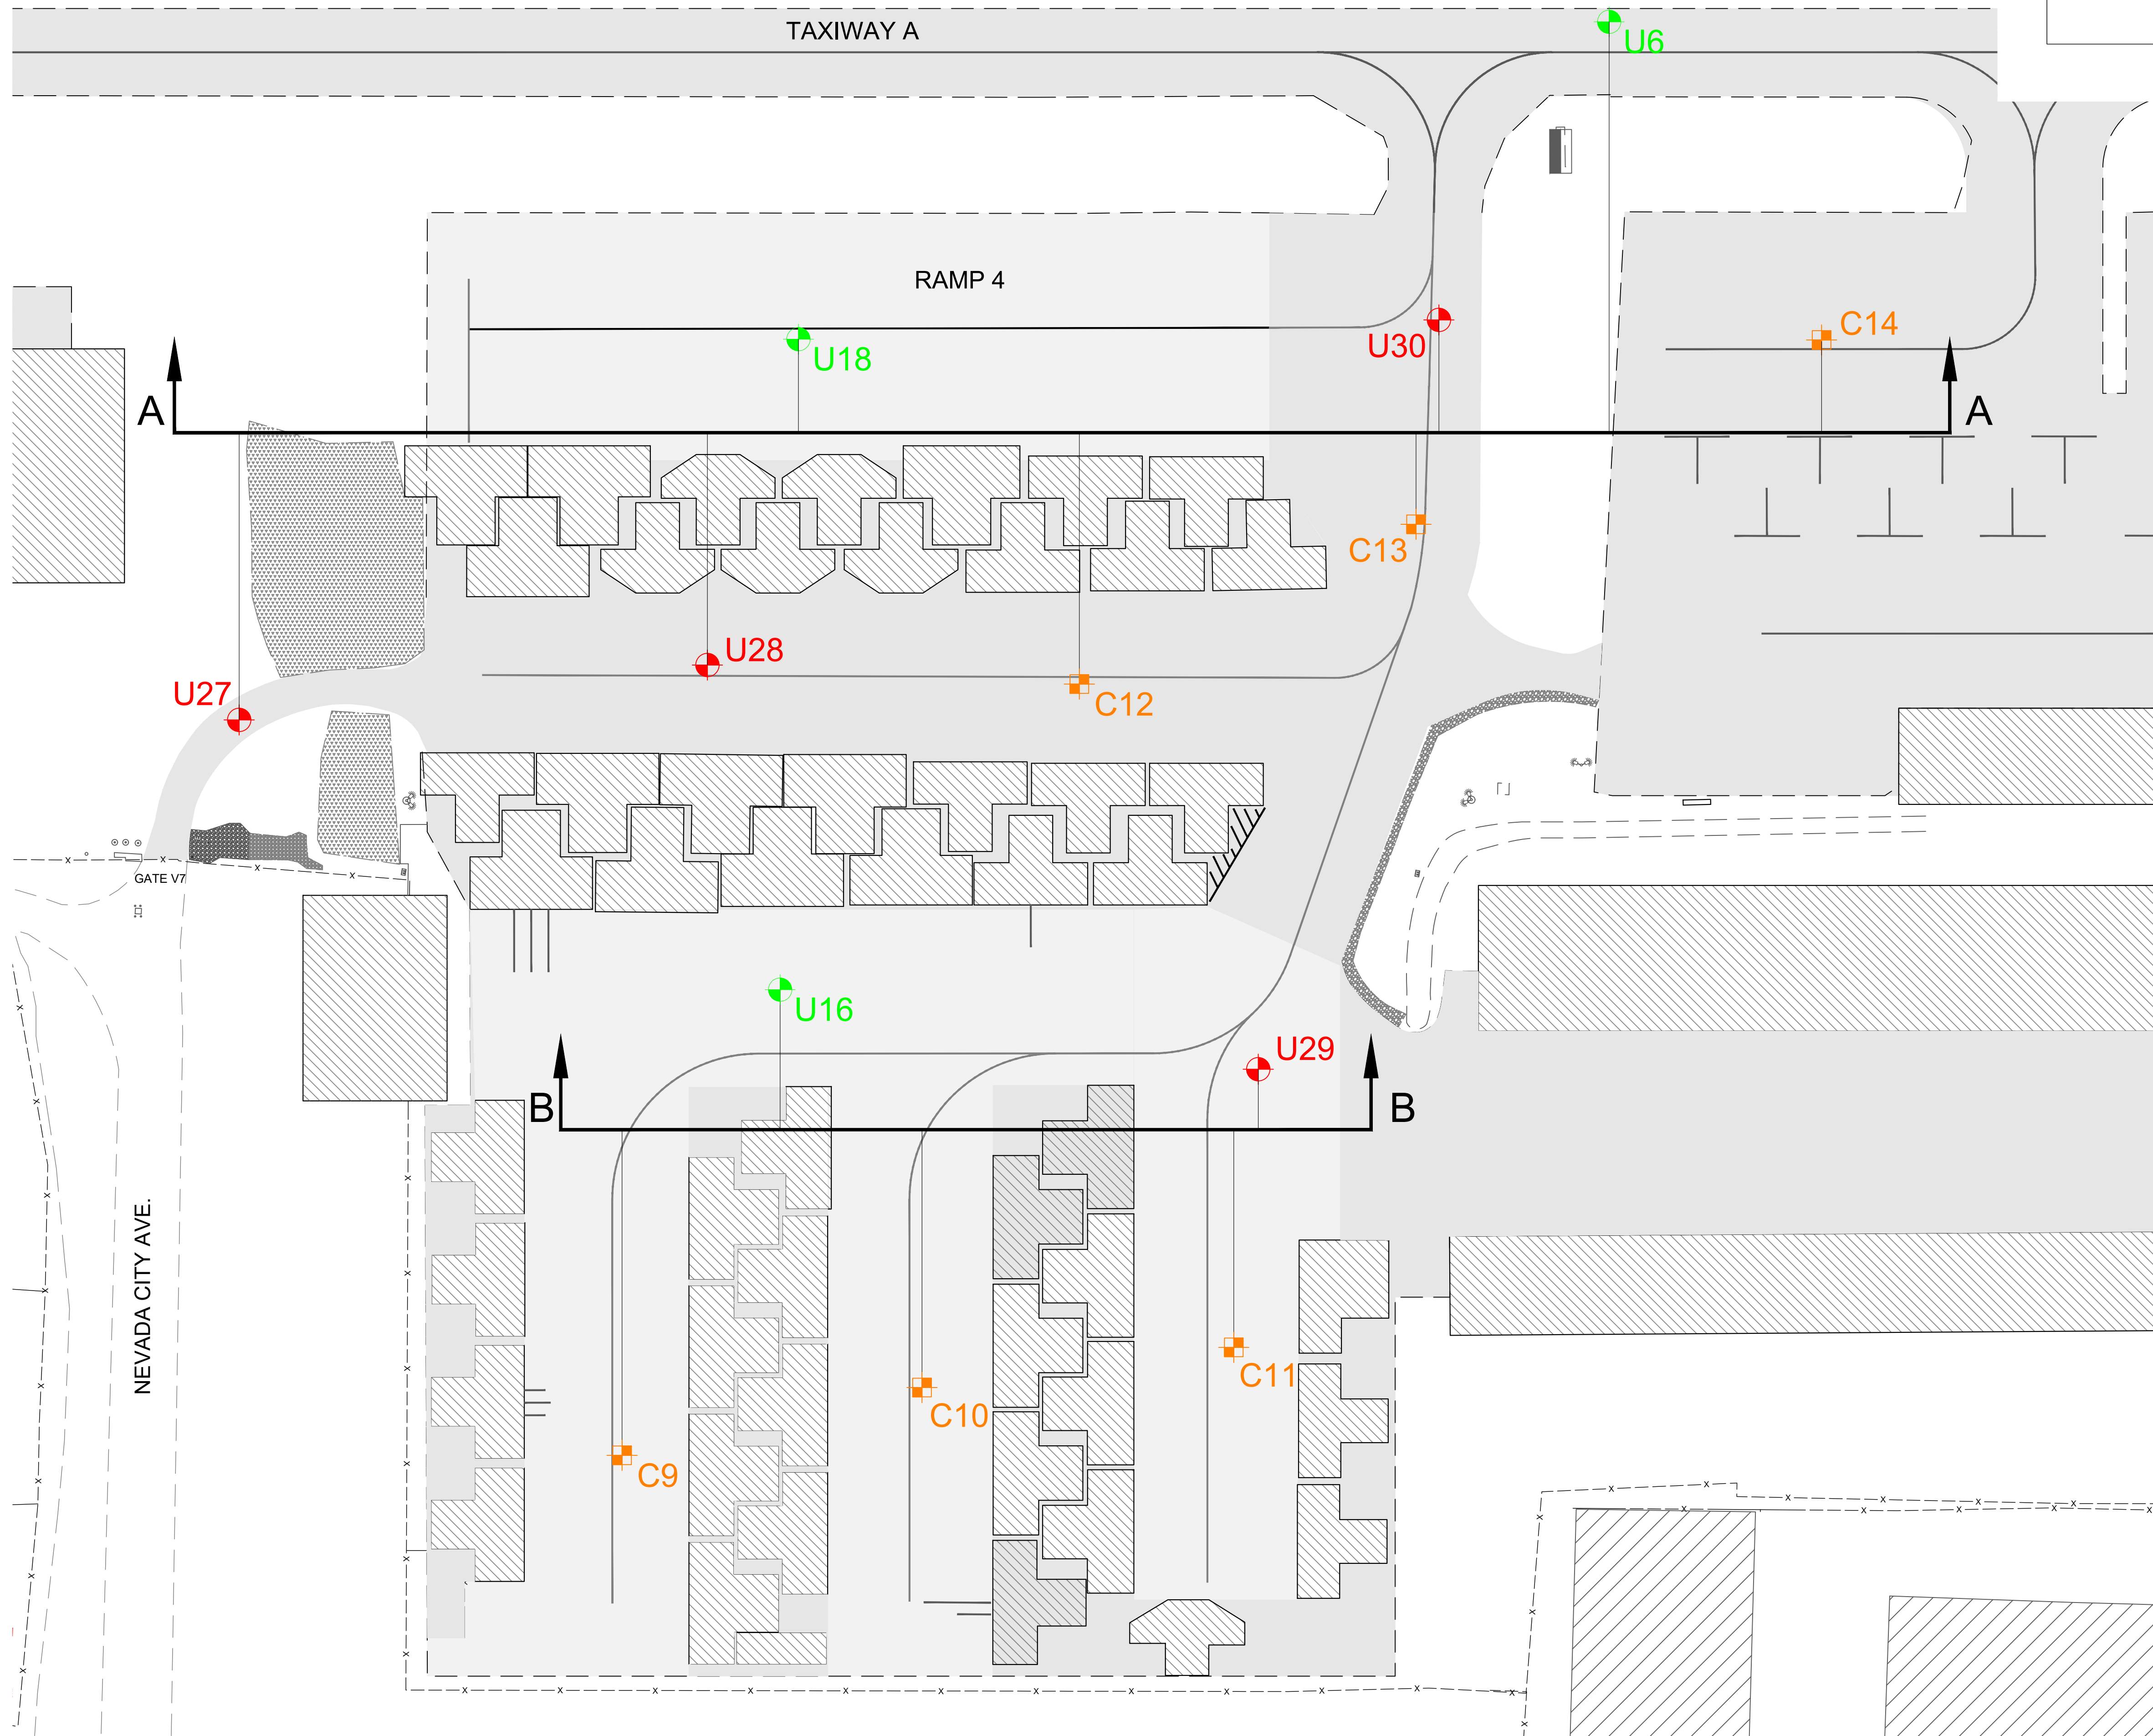 TAXIWAY A
U6
RAMP 4
U18
U30
C14
A
A
C13
U28
U27
C12
GATE V7
U16
U29
B
B
NEVADA CITY AVE.
C10
C11
C9